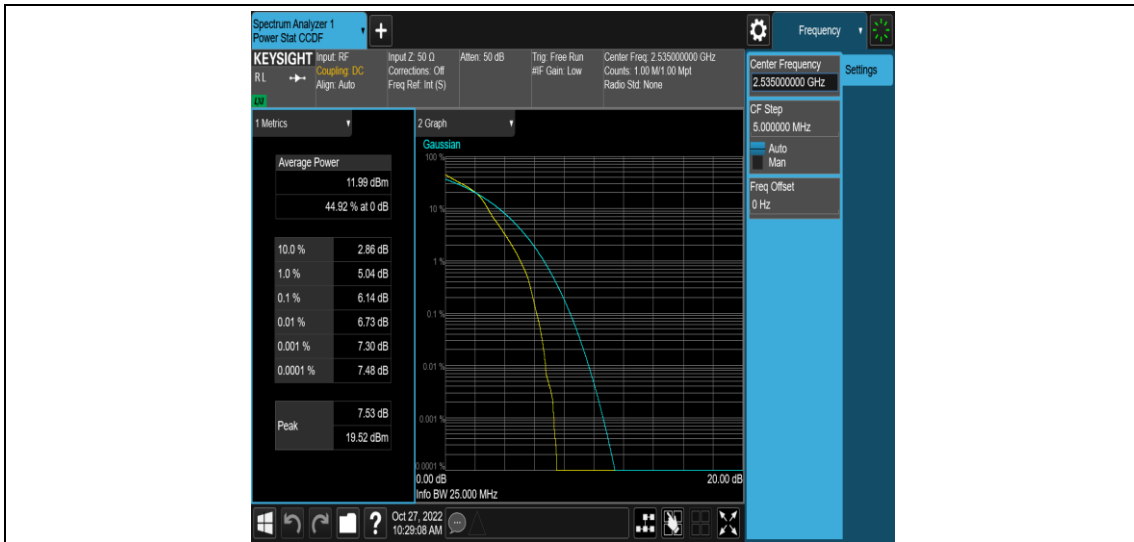 Spectrum Analyzer 1
Power Stat CCDF
+
Frequency
KEYSIGHT
RL
LXI
Input: RF
Coupling: DC
Align: Auto
Input Z: 50 Ω
Corrections: Off
Freq Ref: Int (S)
Atten: 50 dB
Trig: Free Run
#IF Gain: Low
Center Freq: 2.535000000 GHz
Counts: 1.00 M/1.00 Mpt
Radio Std: None
Center Frequency
2.535000000 GHz
Settings
CF Step
5.000000 MHz
Auto
Man
Freq Offset
0 Hz
1 Metrics
Average Power
11.99 dBm
44.92 % at 0 dB
10.0 % 2.86 dB
1.0 % 5.04 dB
0.1 % 6.14 dB
0.01 % 6.73 dB
0.001 % 7.30 dB
0.0001 % 7.48 dB
Peak
7.53 dB
19.52 dBm
2 Graph
Gaussian
100 %
10 %
1 %
0.1 %
0.01 %
0.001 %
0.0001 %
0.00 dB 20.00 dB
Info BW 25.000 MHz
?
Oct 27, 2022
10:29:08 AM